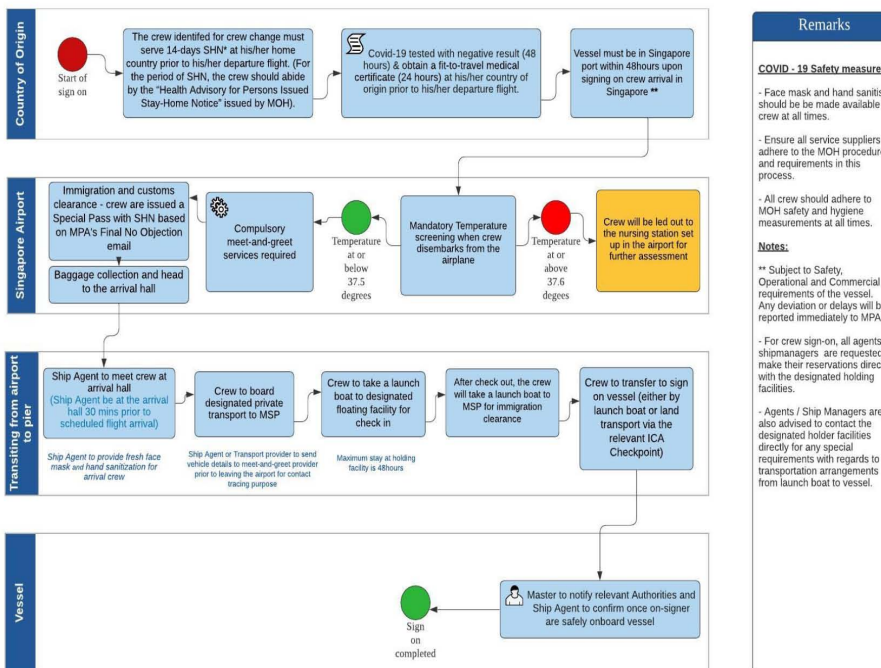 Country of Origin
Start of
sign on
The crew identifed for crew change must
serve 14-days SHN* at his/her home
country prior to his/her departure flight. (For
the period of SHN, the crew should abide
by the "Health Advisory for Persons Issued
Stay-Home Notice" issued by MOH).
Covid-19 tested with negative result (48
hours) & obtain a fit-to-travel medical
certificate (24 hours) at his/her country of
origin prior to his/her departure flight.
Vessel must be in Singapore
port within 48hours upon
signing on crew arrival in
Singapore **
Singapore Airport
Immigration and customs
clearance - crew are issued a
Special Pass with SHN based
on MPA's Final No Objection
email
Baggage collection and head
to the arrival hall
Compulsory
meet-and-greet
services required
Temperature
at or
below
37.5
degrees
Mandatory Temperature
screening when crew
disembarks from the
airplane
Temperature
at or
above
37.6
degrees
Crew will be led out to
the nursing station set
up in the airport for
further assessment
Transiting from airport
to pier
Ship Agent to meet crew at
arrival hall
(Ship Agent be at the arrival
hall 30 mins prior to
scheduled flight arrival)
Ship Agent to provide fresh face
mask and hand sanitization for
arrival crew
Crew to board
designated private
transport to MSP
Ship Agent or Transport provider to send
vehicle details to meet-and-greet provider
prior to leaving the airport for contact
tracing purpose
Crew to take a launch
boat to designated
floating facility for
check in
Maximum stay at holding
facility is 48hours
After check out, the crew
will take a launch boat to
MSP for immigration
clearance
Crew to transfer to sign
on vessel (either by
launch boat or land
transport via the
relevant ICA
Checkpoint)
Vessel
Sign
on
completed
Master to notify relevant Authorities and
Ship Agent to confirm once on-signer
are safely onboard vessel
Remarks
COVID - 19 Safety measure
- Face mask and hand sanitis
should be be made available
crew at all times.
- Ensure all service suppliers
adhere to the MOH procedure
and requirements in this
process.
- All crew should adhere to
MOH safety and hygiene
measurements at all times.
Notes:
** Subject to Safety,
Operational and Commercial
requirements of the vessel.
Any deviation or delays will b
reported immediately to MPA
- For crew sign-on, all agents
shipmanagers are requested
make their reservations direc
with the designated holding
facilities.
- Agents / Ship Managers are
also advised to contact the
designated holder facilities
directly for any special
requirements with regards to
transportation arrangements
from launch boat to vessel.